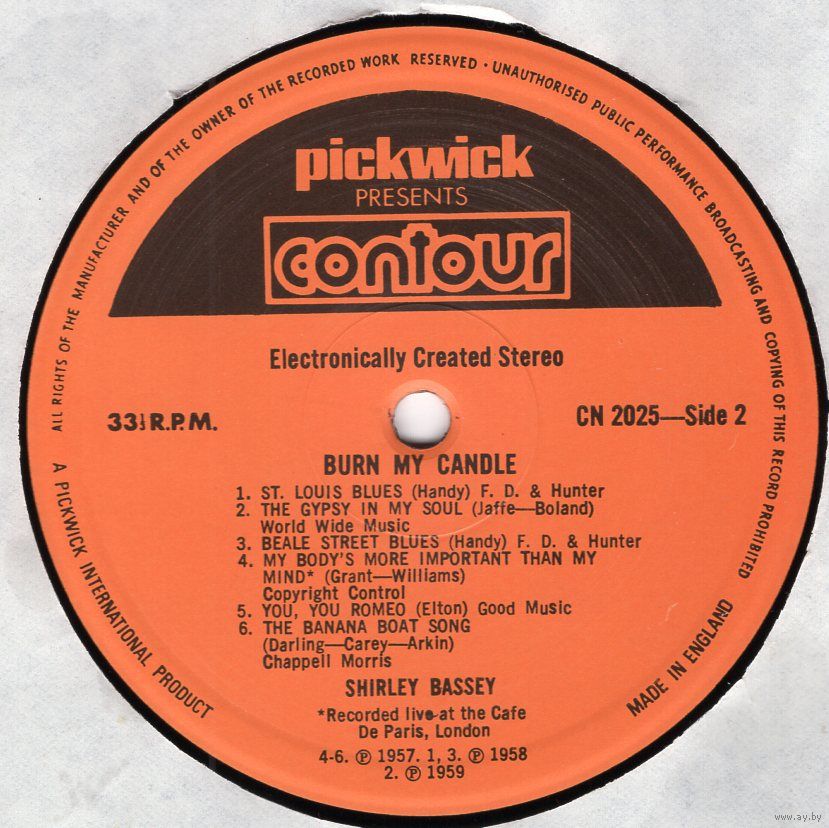 ALL RIGHTS OF THE MANUFACTURER AND OF THE OWNER OF THE RECORDED WORK RESERVED · UNAUTHORISED PUBLIC PERFORMANCE BROADCASTING AND COPYING OF THIS RECORD PROHIBITED
pickwick
PRESENTS
contour
Electronically Created Stereo
33⅓ R.P.M.
CN 2025—Side 2
BURN MY CANDLE
1. ST. LOUIS BLUES (Handy) F. D. & Hunter
2. THE GYPSY IN MY SOUL (Jaffe—Boland)
World Wide Music
3. BEALE STREET BLUES (Handy) F. D. & Hunter
4. MY BODY'S MORE IMPORTANT THAN MY
MIND* (Grant—Williams)
Copyright Control
5. YOU, YOU ROMEO (Elton) Good Music
6. THE BANANA BOAT SONG
(Darling—Carey—Arkin)
Chappell Morris
SHIRLEY BASSEY
*Recorded live at the Cafe
De Paris, London
4-6. ℗ 1957. 1, 3. ℗ 1958
2. ℗ 1959
A PICKWICK INTERNATIONAL PRODUCT
MADE IN ENGLAND
www.ay.by